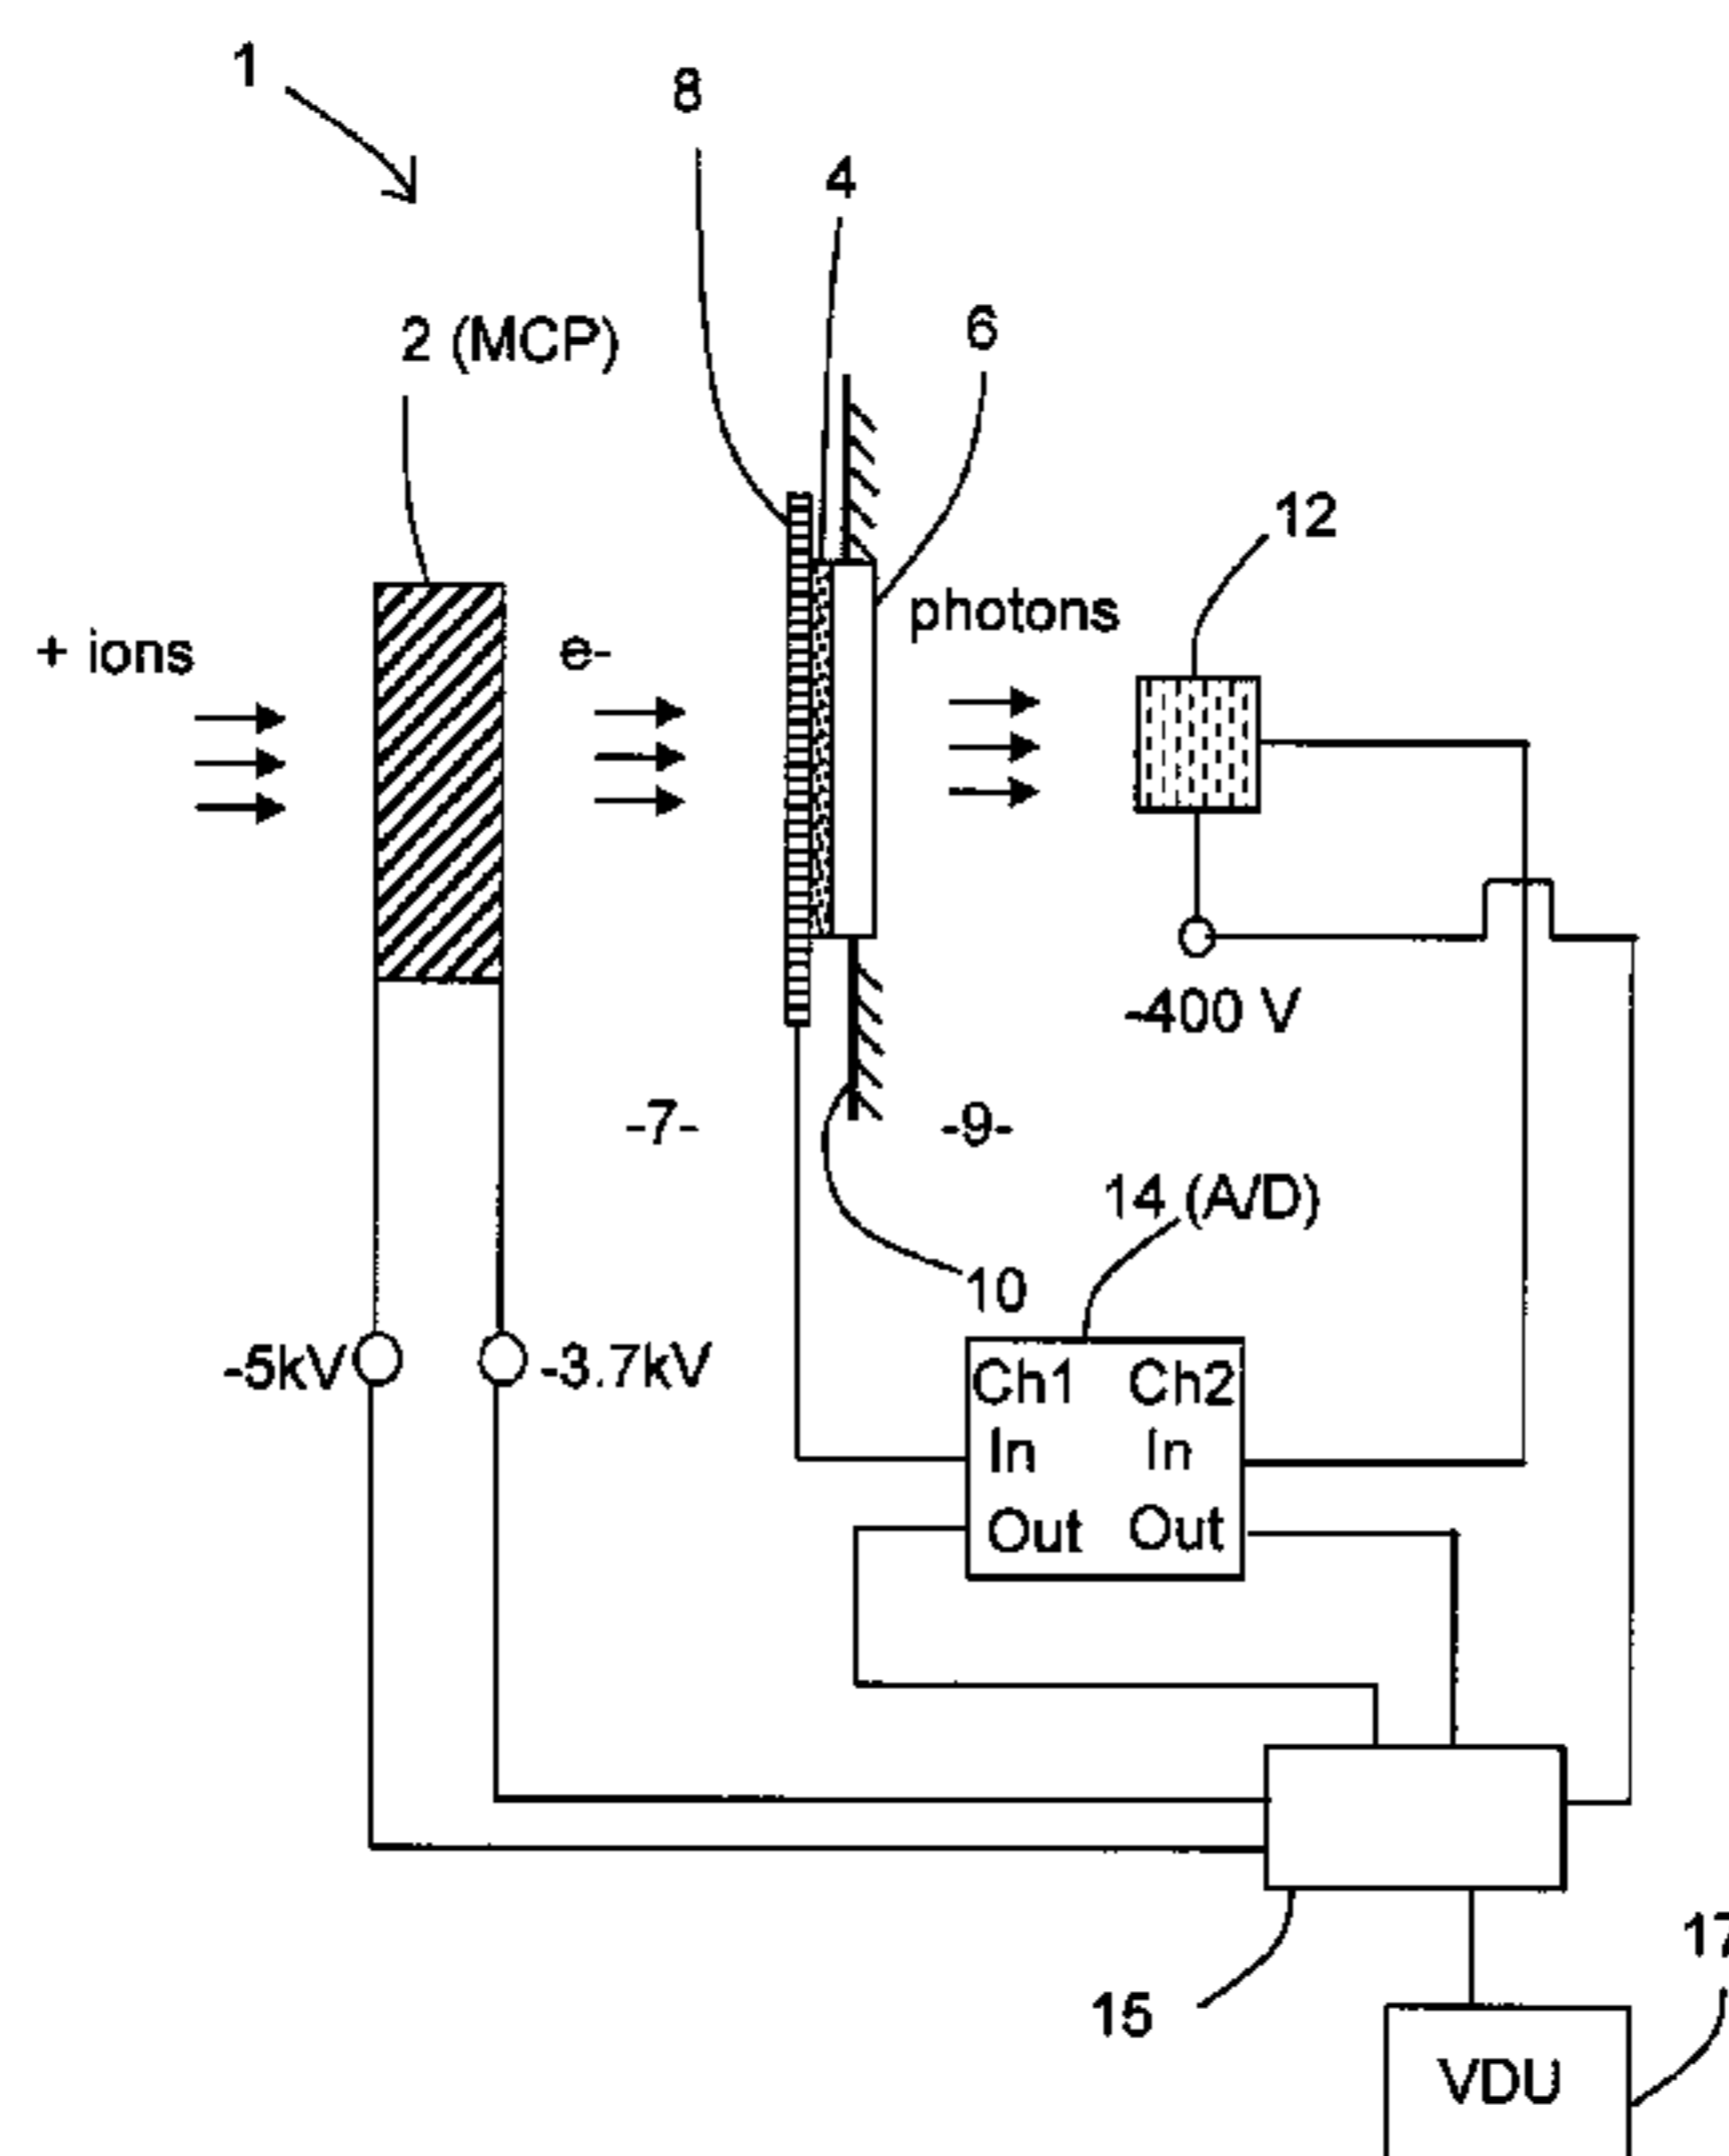 1
8
4
6
2 (MCP)
12
photons
+ ions
e-
-400 V
-7-
-9-
14 (A/D)
10
-5kV
-3.7kV
Ch1 Ch2
In In
Out Out
15
17
VDU